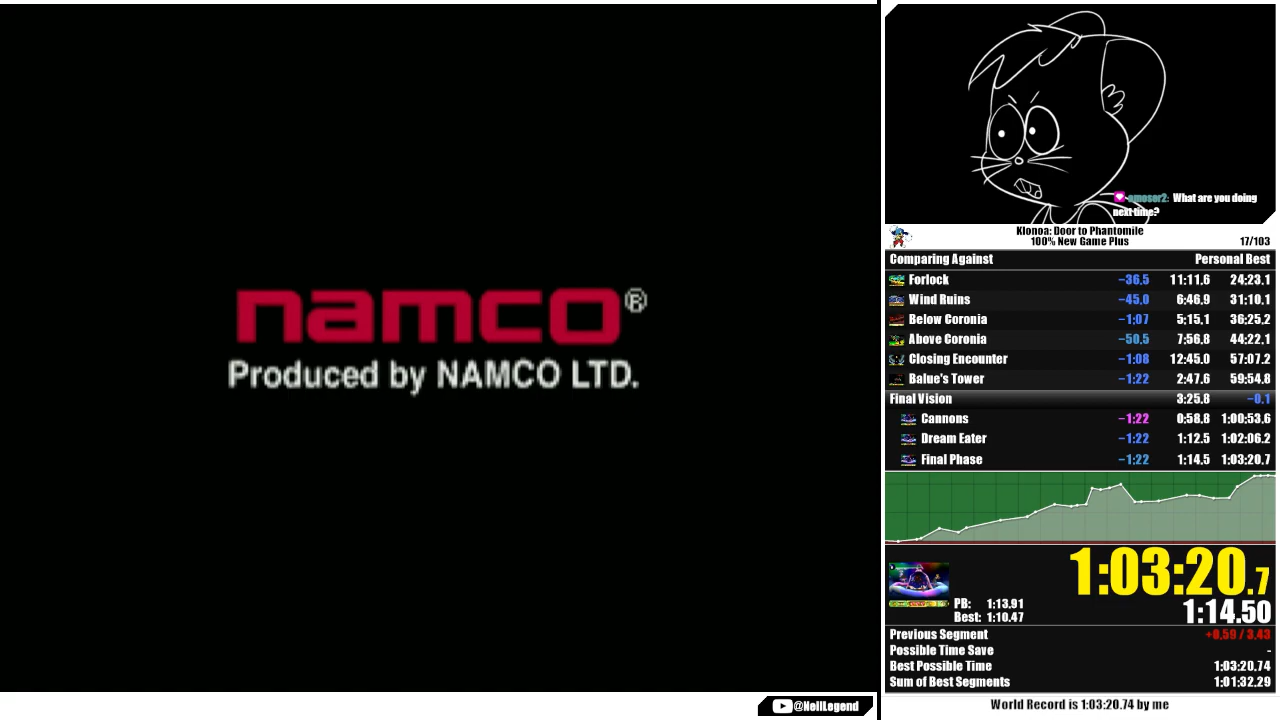 namco®
Produced by NAMCO LTD.
@NellLegend
omoser2: What are you doing
next time?
Klonoa: Door to Phantomile
100% New Game Plus 17/103
Comparing Against Personal Best
Forlock −36.5 11:11.6 24:23.1
Wind Ruins −45.0 6:46.9 31:10.1
Below Coronia −1:07 5:15.1 36:25.2
Above Coronia −50.5 7:56.8 44:22.1
Closing Encounter −1:08 12:45.0 57:07.2
Balue's Tower −1:22 2:47.6 59:54.8
Final Vision 3:25.8 −0.1
Cannons −1:22 0:58.8 1:00:53.6
Dream Eater −1:22 1:12.5 1:02:06.2
Final Phase −1:22 1:14.5 1:03:20.7
1:03:20.7
PB: 1:13.91
1:14.50
Best: 1:10.47
Previous Segment +0.59 / 3.43
Possible Time Save -
Best Possible Time 1:03:20.74
Sum of Best Segments 1:01:32.29
World Record is 1:03:20.74 by me